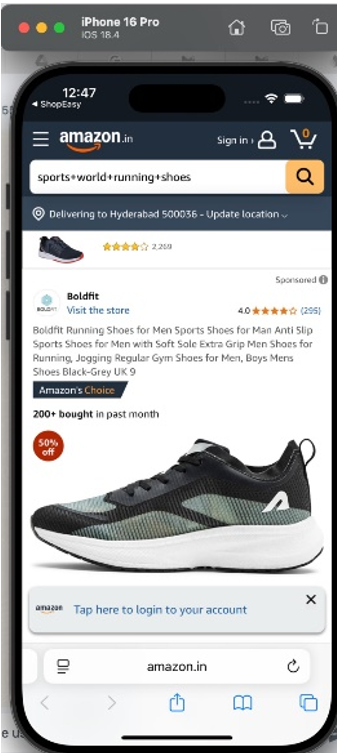 iPhone 16 Pro
iOS 18.4
12:47
◀ ShopEasy
amazon.in
Sign in ›
0
sports+world+running+shoes
Delivering to Hyderabad 500036 - Update location
2,269
Sponsored
BOLDFIT
Boldfit
Visit the store
4.0 (295)
Boldfit Running Shoes for Men Sports Shoes for Man Anti Slip
Sports Shoes for Men with Soft Sole Extra Grip Men Shoes for
Running, Jogging Regular Gym Shoes for Men, Boys Mens
Shoes Black-Grey UK 9
Amazon's Choice
200+ bought in past month
50%
off
amazon Tap here to login to your account
amazon.in